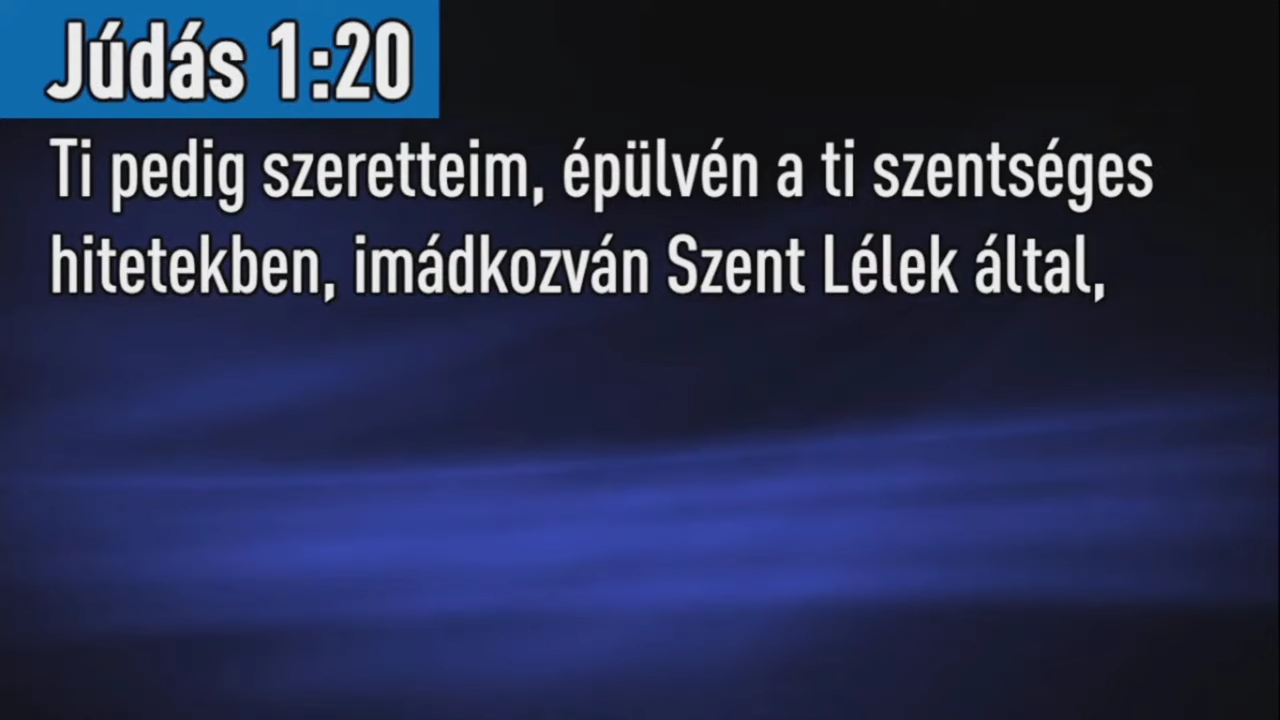 Júdás 1:20
Ti pedig szeretteim, épülvén a ti szentséges
hitetekben, imádkozván Szent Lélek által,